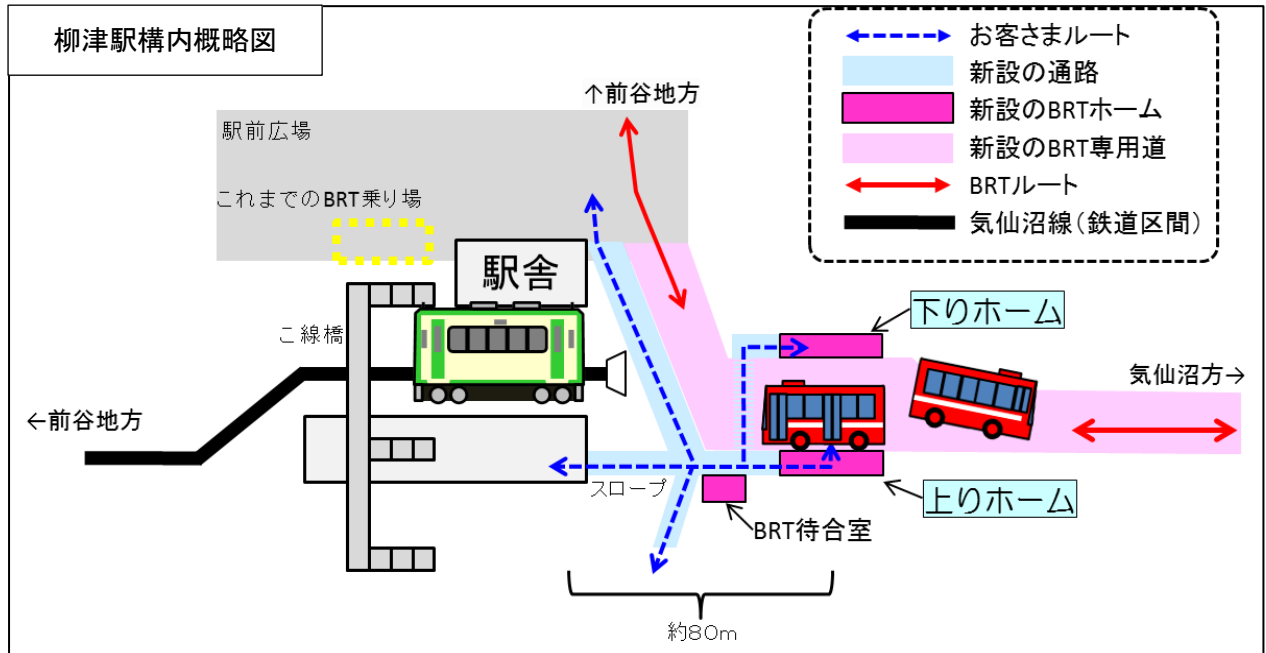 柳津駅構内概略図
お客さまルート
新設の通路
新設のBRTホーム
新設のBRT専用道
BRTルート
気仙沼線（鉄道区間）
↑前谷地方
駅前広場
これまでのBRT乗り場
駅舎
こ線橋
下りホーム
気仙沼方→
←前谷地方
スロープ
上りホーム
BRT待合室
約８０ｍ